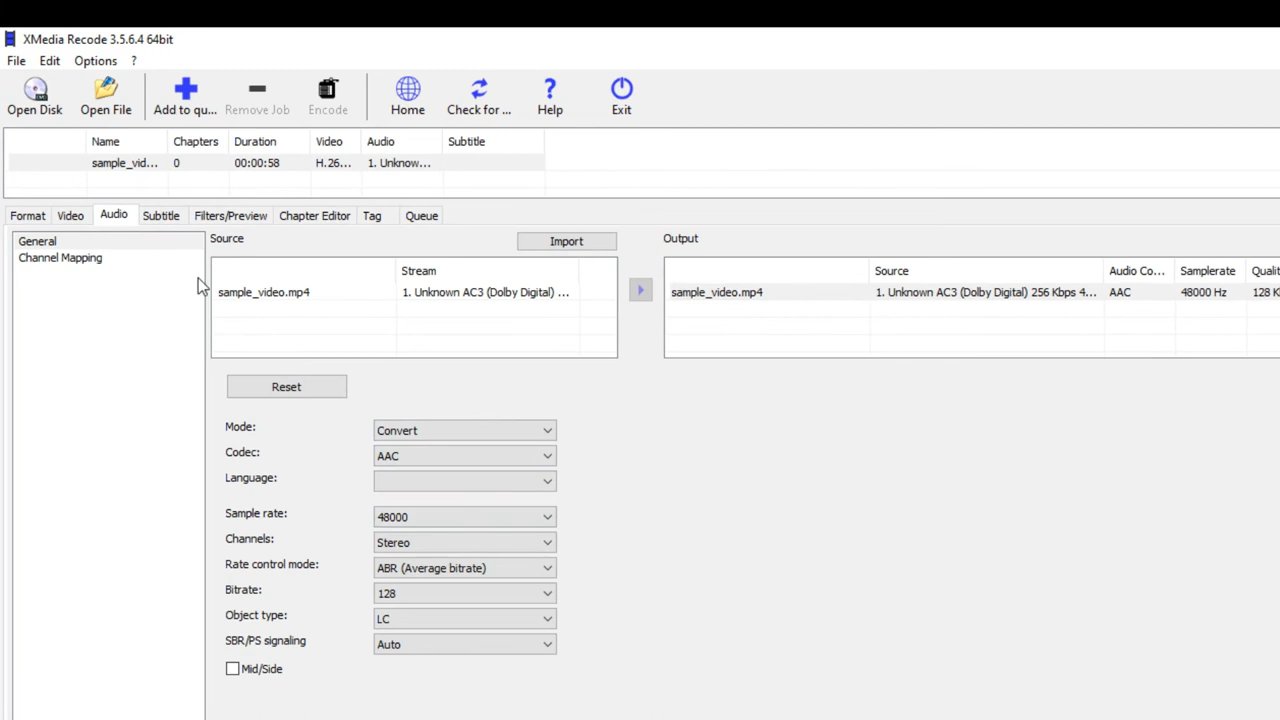 XMedia Recode 3.5.6.4 64bit
File Edit Options ?
Open Disk Open File Add to qu... Remove Job Encode Home Check for ... Help Exit
Name Chapters Duration Video Audio Subtitle
sample_vid... 0 00:00:58 H.26... 1. Unknow...
Format Video Audio Subtitle Filters/Preview Chapter Editor Tag Queue
General
Channel Mapping
Source Import
Stream
sample_video.mp4 1. Unknown AC3 (Dolby Digital) ...
Output
Source Audio Co... Samplerate Qualit
sample_video.mp4 1. Unknown AC3 (Dolby Digital) 256 Kbps 4... AAC 48000 Hz 128 K
Reset
Mode: Convert
Codec: AAC
Language:
Sample rate: 48000
Channels: Stereo
Rate control mode: ABR (Average bitrate)
Bitrate: 128
Object type: LC
SBR/PS signaling Auto
Mid/Side